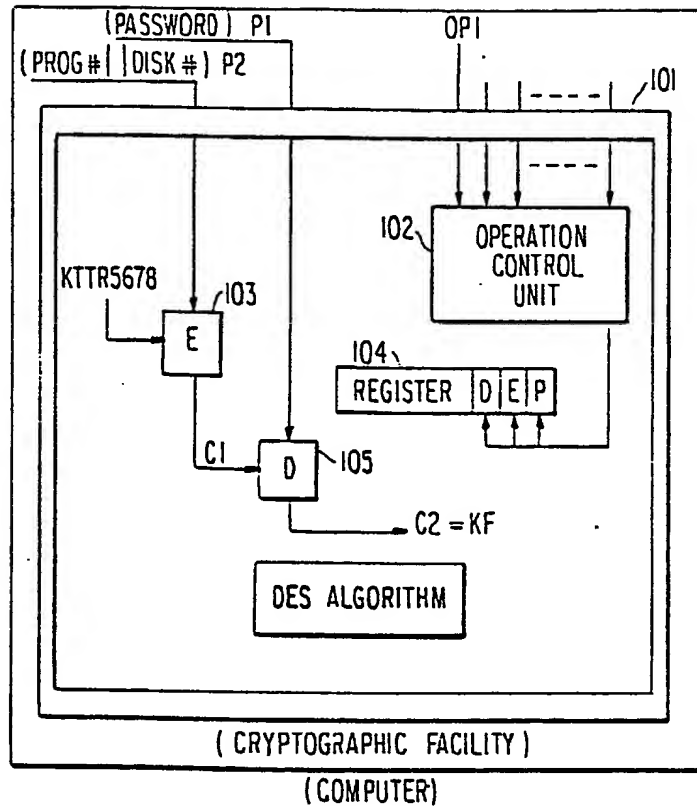 (PASSWORD) P1
OP1
(PROG#||DISK#) P2
101
102
OPERATION
CONTROL
UNIT
KTTR5678
103
E
104
REGISTER D E P
C1
D
105
C2 = KF
DES ALGORITHM
(CRYPTOGRAPHIC FACILITY)
(COMPUTER)